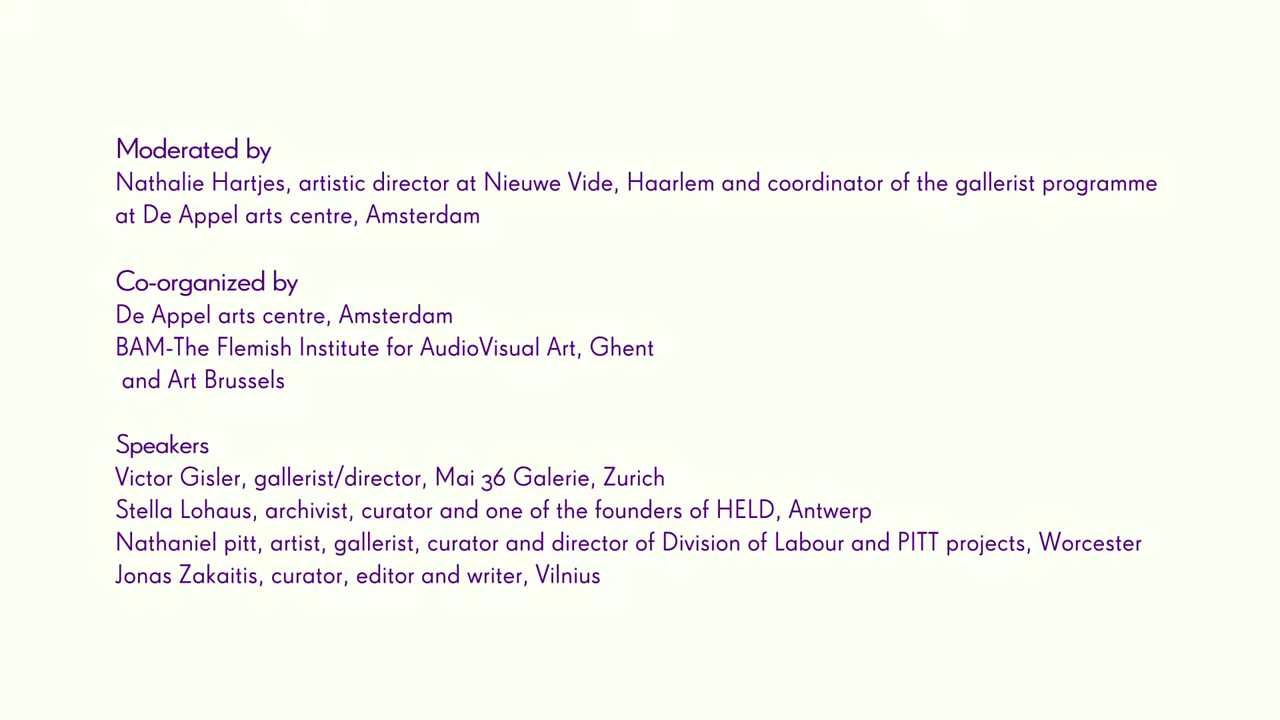 Moderated by
Nathalie Hartjes, artistic director at Nieuwe Vide, Haarlem and coordinator of the gallerist programme
at De Appel arts centre, Amsterdam
Co-organized by
De Appel arts centre, Amsterdam
BAM-The Flemish Institute for AudioVisual Art, Ghent
and Art Brussels
Speakers
Victor Gisler, gallerist/director, Mai 36 Galerie, Zurich
Stella Lohaus, archivist, curator and one of the founders of HELD, Antwerp
Nathaniel pitt, artist, gallerist, curator and director of Division of Labour and PITT projects, Worcester
Jonas Zakaitis, curator, editor and writer, Vilnius